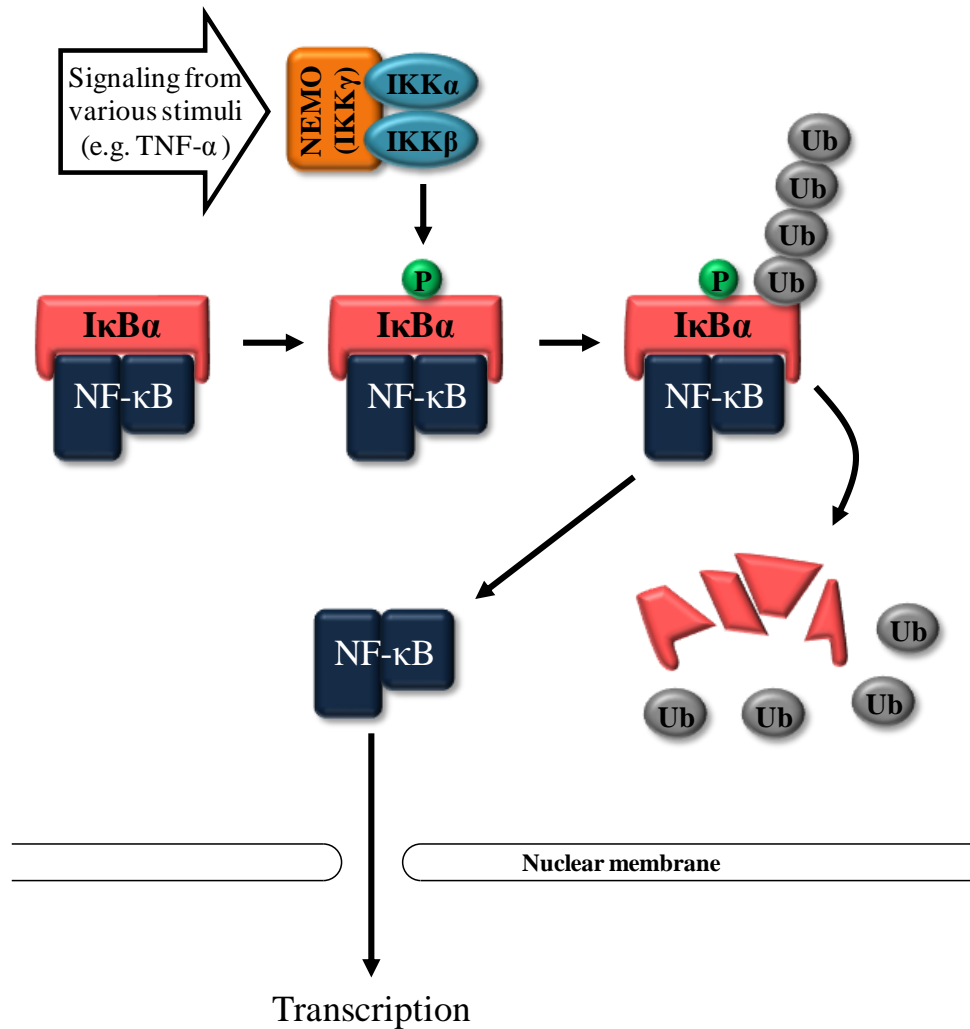 Signaling from
various stimuli
(e.g. TNF-α )
NEMO
(IKKγ)
IKKα
IKKβ
Ub
Ub
Ub
Ub
P
P
IκBα
IκBα
IκBα
NF-κB
NF-κB
NF-κB
NF-κB
Ub
Ub
Ub
Ub
Nuclear membrane
Transcription